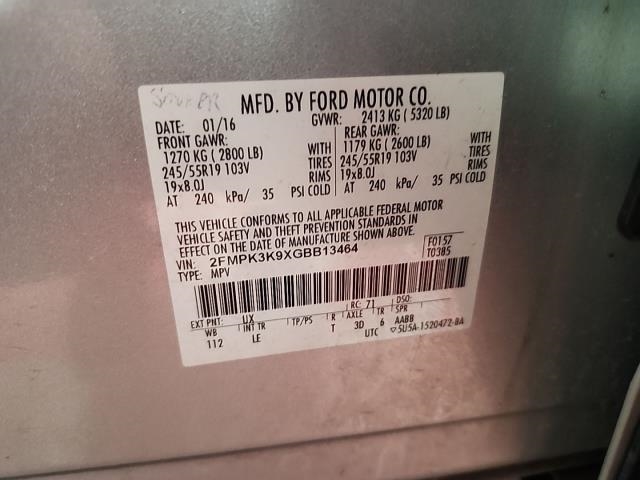 MFD. BY FORD MOTOR CO.
DATE: 01/16 GVWR: 2413 KG ( 5320 LB)
FRONT GAWR: REAR GAWR:
1270 KG ( 2800 LB) WITH 1179 KG ( 2600 LB) WITH
245/55R19 103V TIRES 245/55R19 103V TIRES
19x8.0J RIMS 19x8.0J RIMS
AT 240 kPa/ 35 PSI COLD AT 240 kPa/ 35 PSI COLD
THIS VEHICLE CONFORMS TO ALL APPLICABLE FEDERAL MOTOR
VEHICLE SAFETY AND THEFT PREVENTION STANDARDS IN
EFFECT ON THE DATE OF MANUFACTURE SHOWN ABOVE.
VIN: 2FMPK3K9XGBB13464 F0157
TYPE: MPV T0385
EXT PNT: UX RC: 71 DSO:
WB INT TR TP/PS R AXLE TR SPR
112 LE T 3D 6 AABB
UTC ▽5U5A-1520472-BA